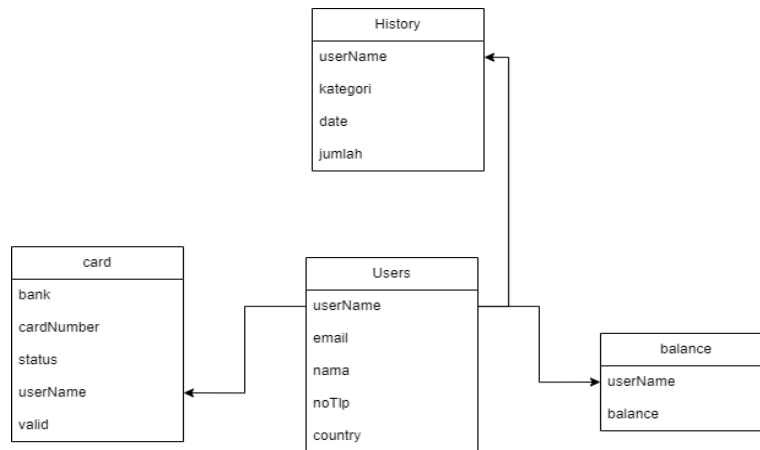 History
userName
kategori
date
jumlah
card
bank
cardNumber
status
userName
valid
Users
userName
email
nama
noTlp
country
balance
userName
balance